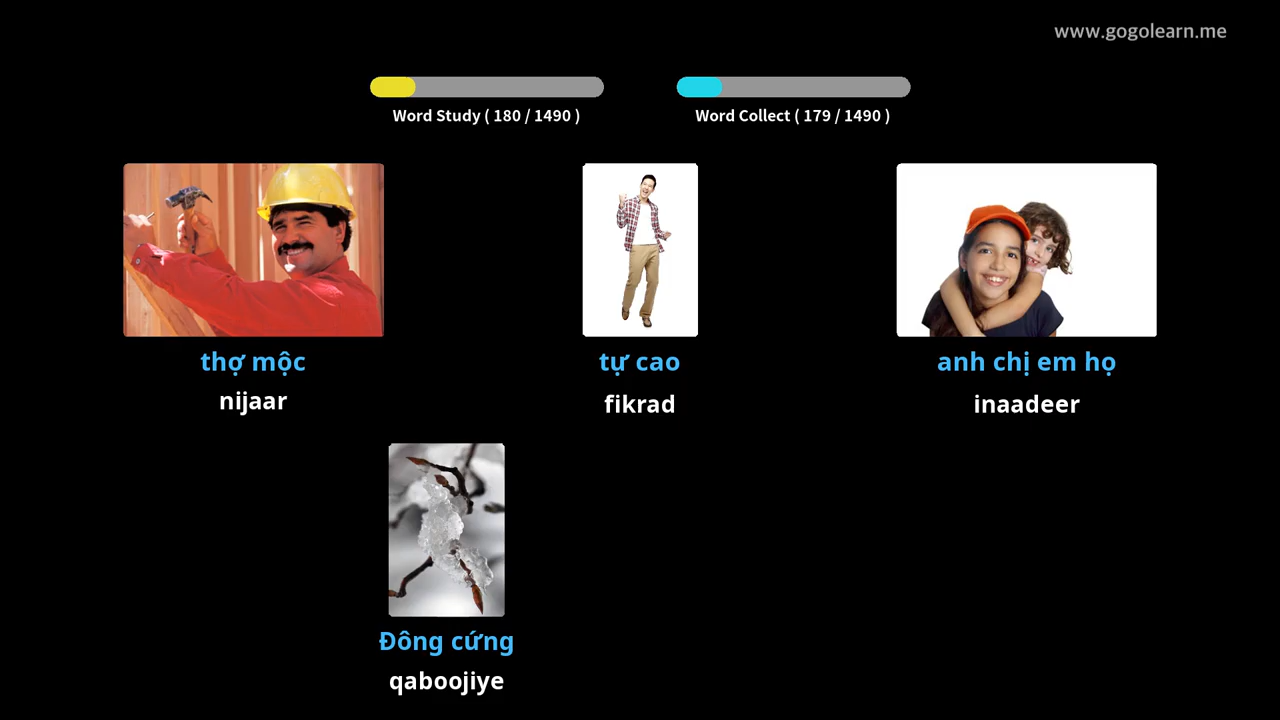 www.gogolearn.me
Word Study ( 180 / 1490 )
Word Collect ( 179 / 1490 )
thợ mộc
nijaar
tự cao
fikrad
anh chị em họ
inaadeer
Đông cứng
qaboojiye